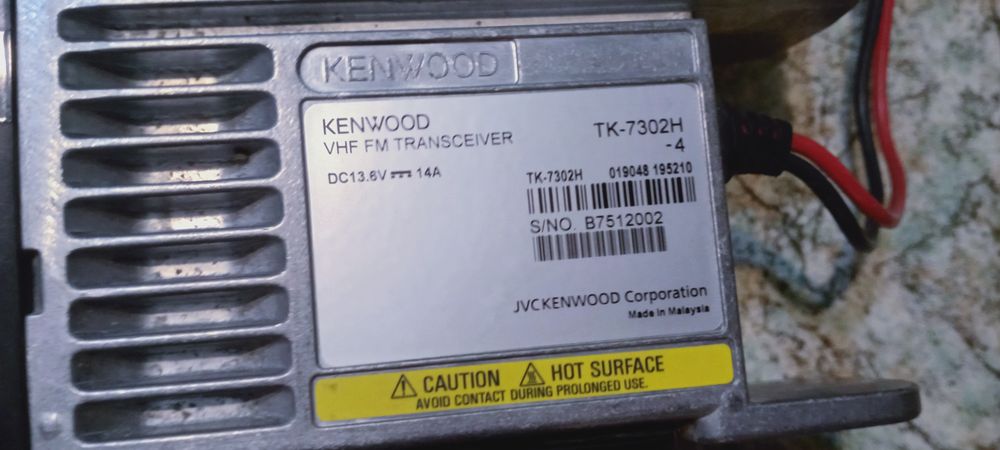 KENWOOD
KENWOOD
VHF FM TRANSCEIVER
DC13.6V 14A
TK-7302H
-4
TK-7302H 019048 195210
S/NO. B7512002
JVCKENWOOD Corporation
Made in Malaysia
CAUTION HOT SURFACE
AVOID CONTACT DURING PROLONGED USE.